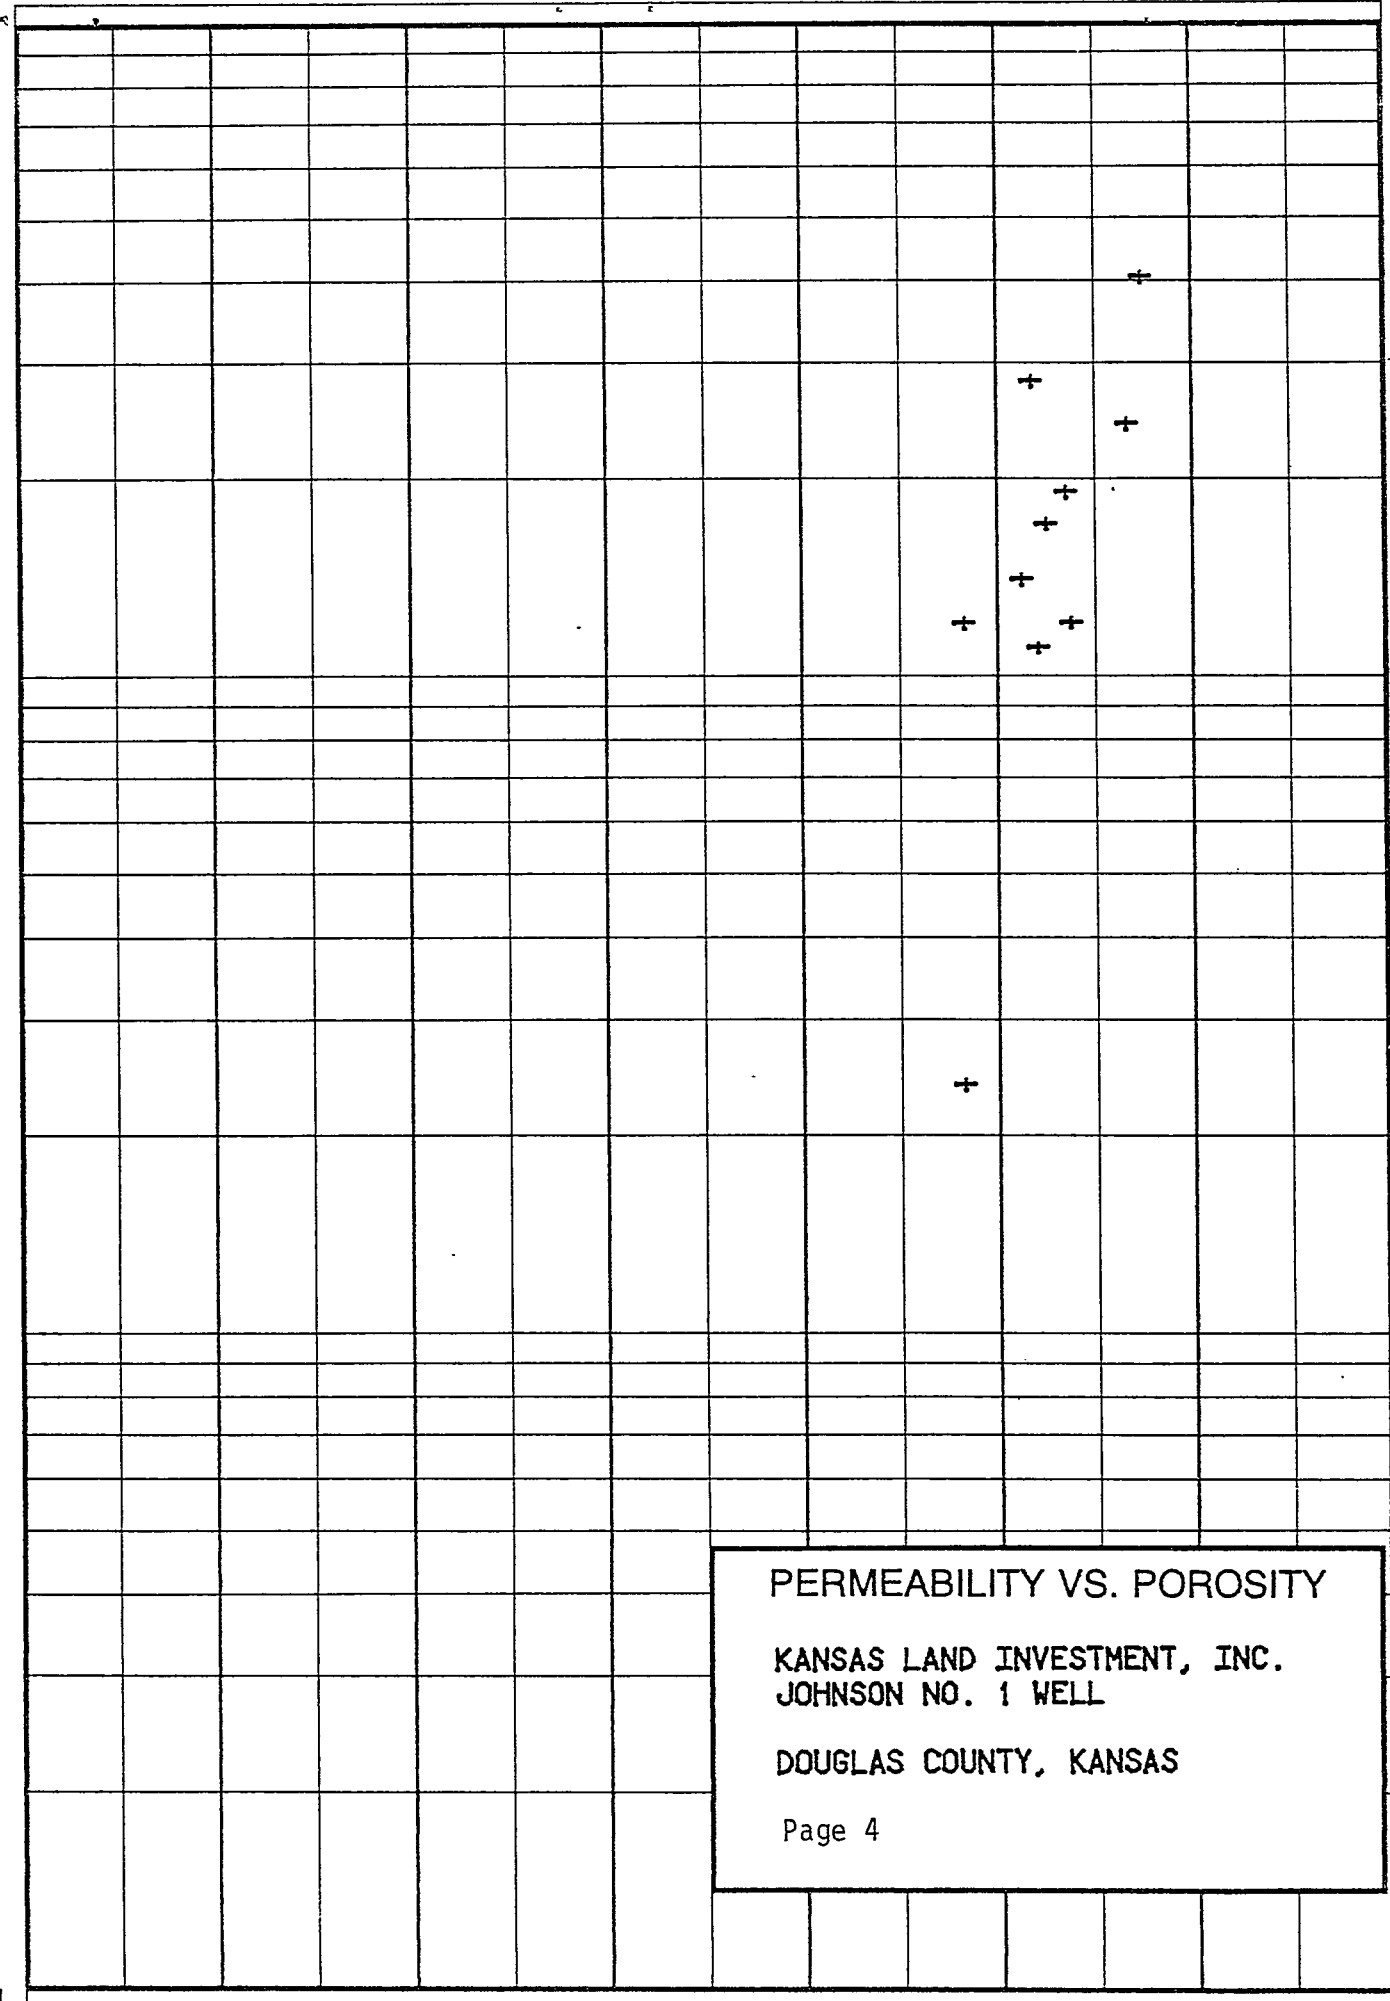 PERMEABILITY VS. POROSITY
KANSAS LAND INVESTMENT, INC.
JOHNSON NO. 1 WELL
DOUGLAS COUNTY, KANSAS
Page 4